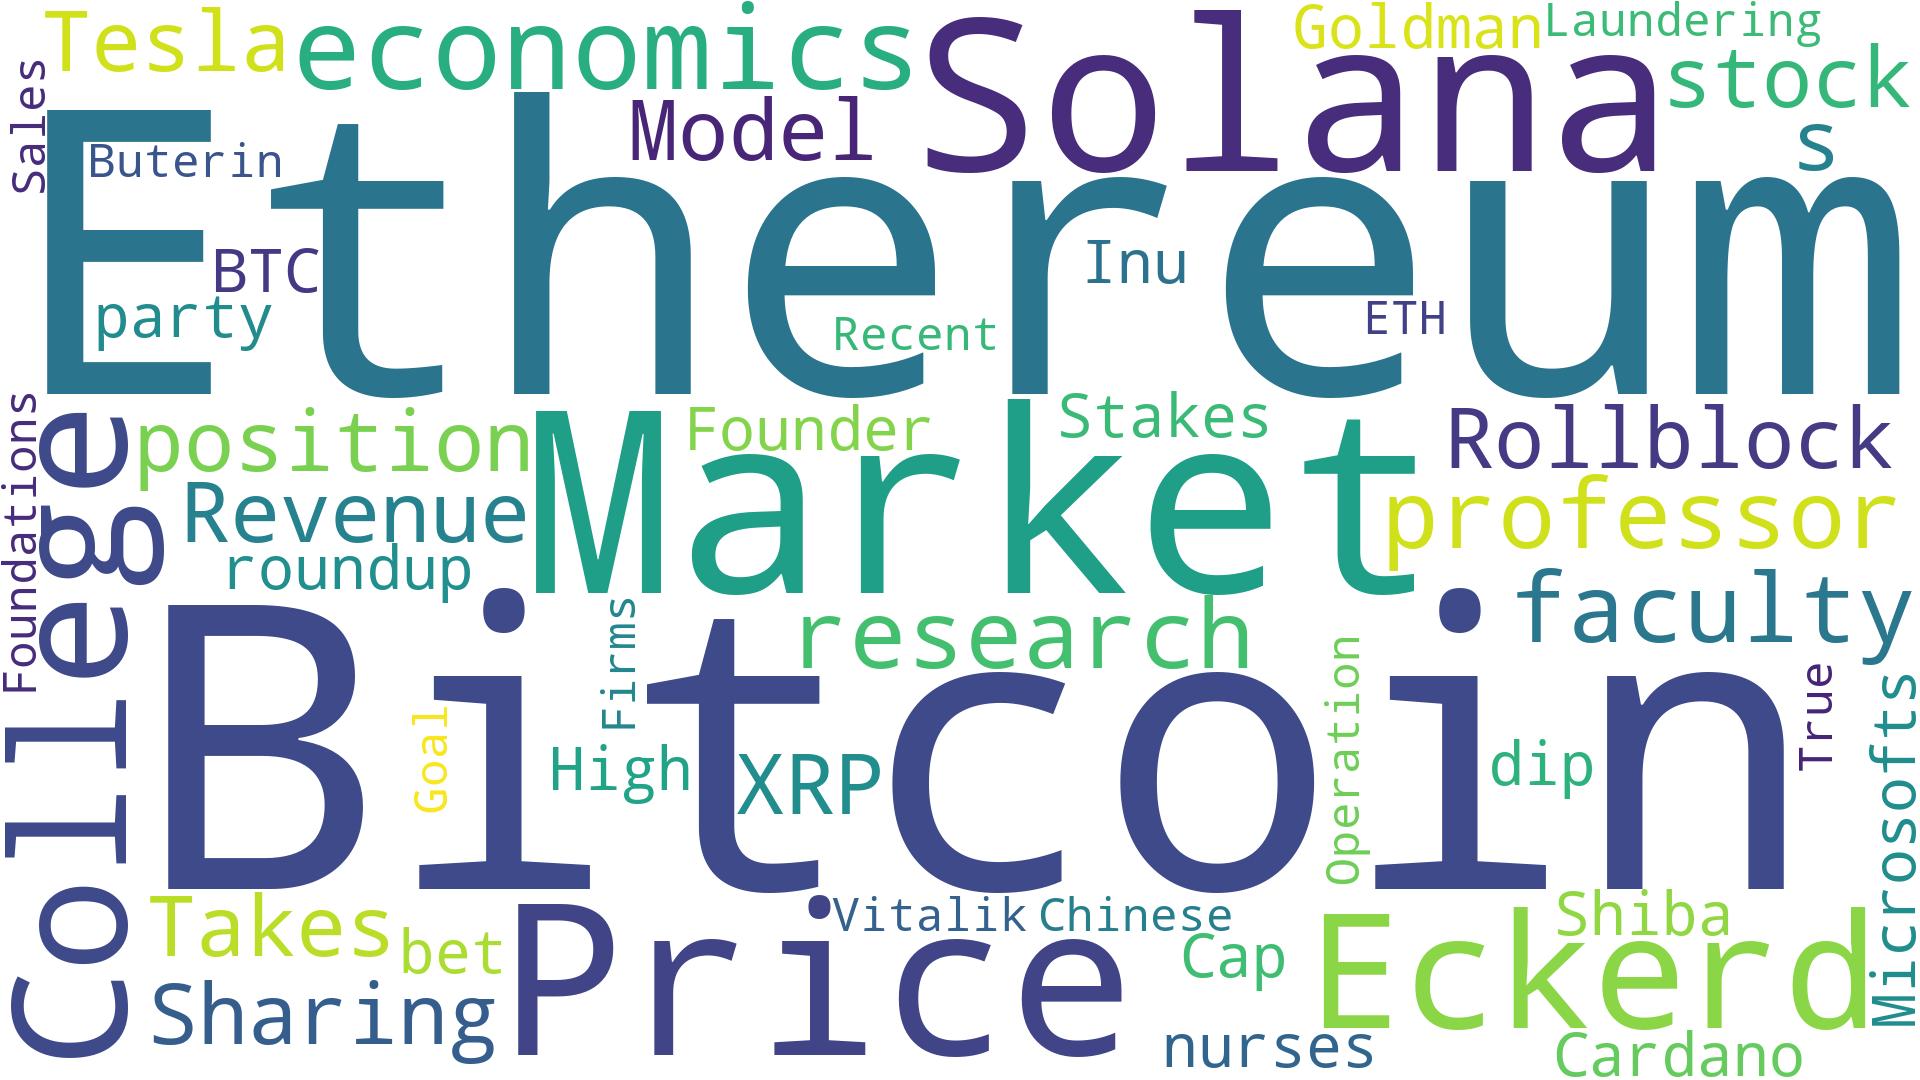 Tesla
economics
Solana
Goldman
Laundering
stock
Sales
Model
s
Buterin
Ethereum
BTC
Inu
party
Recent
ETH
Foundations
College
position
Founder
Stakes
Rollblock
Market
Revenue
professor
roundup
research
faculty
Firms
Bitcoin
Goal
High
XRP
Operation
dip
True
Microsofts
Takes
bet
Vitalik
Chinese
Cap
Shiba
Eckerd
Sharing
Price
nurses
Cardano